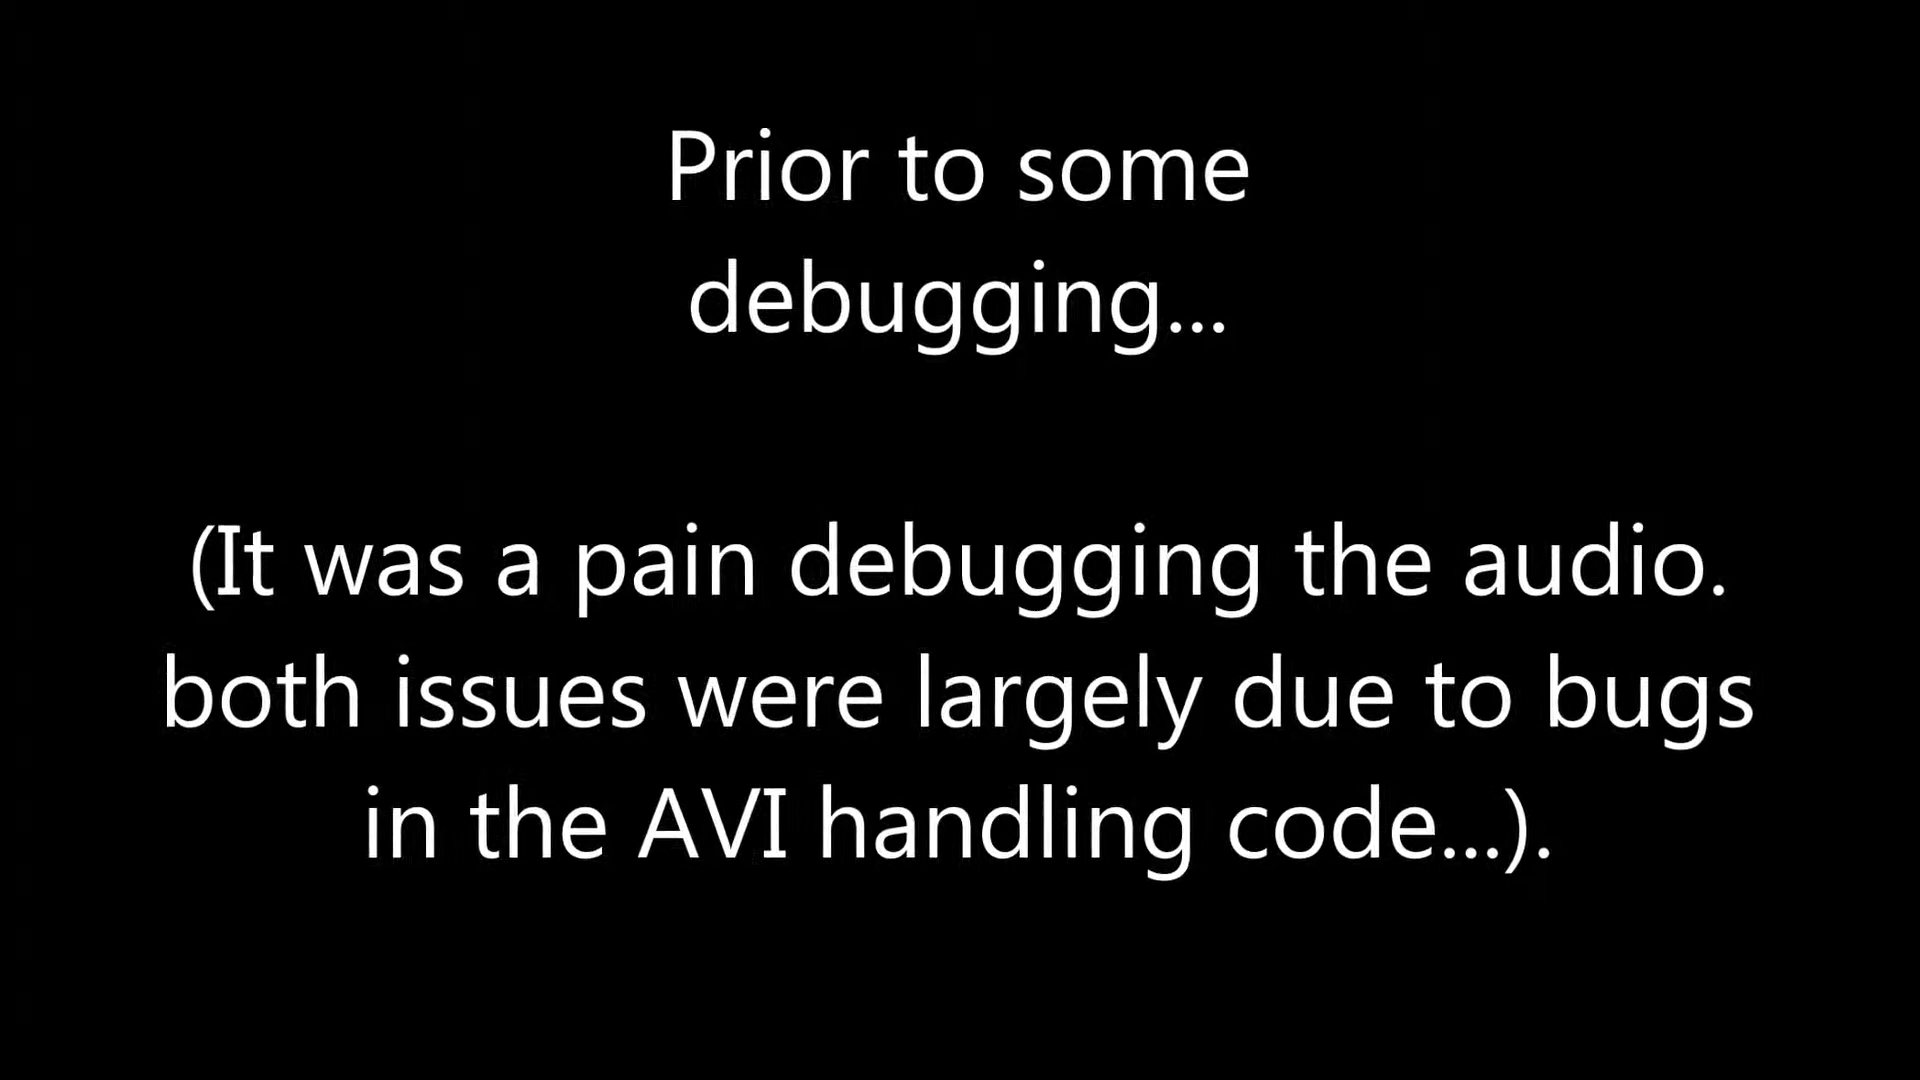 Prior to some
debugging...
(It was a pain debugging the audio.
both issues were largely due to bugs
in the AVI handling code...).